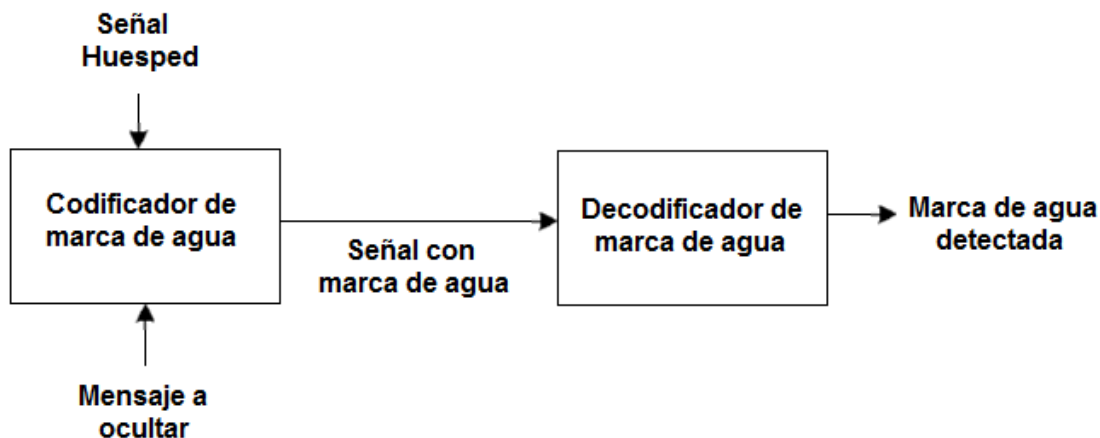 Señal
Huesped
Codificador de
marca de agua
Señal con
marca de agua
Decodificador de
marca de agua
Marca de agua
detectada
Mensaje a
ocultar